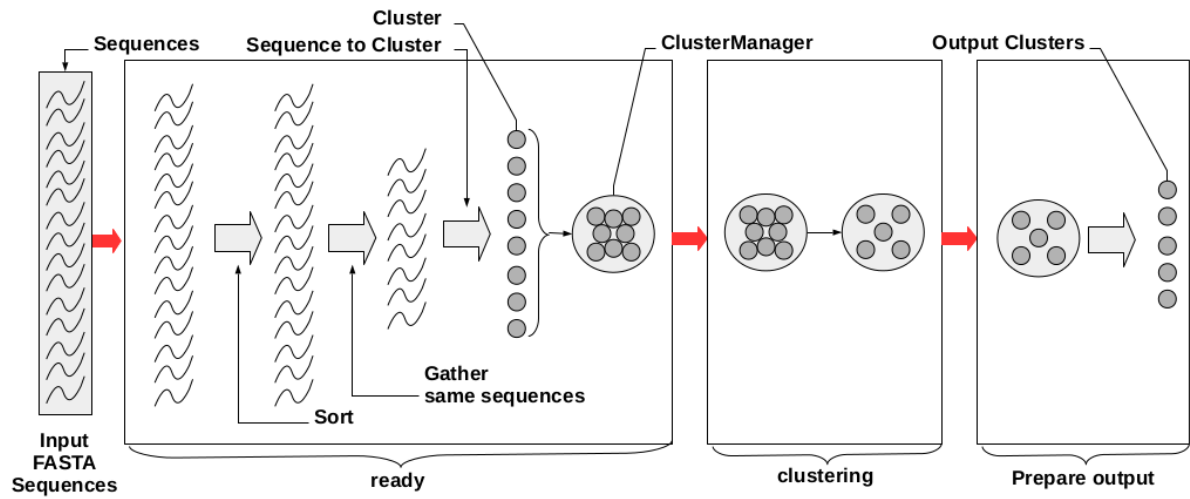 Cluster
Sequences
Sequence to Cluster
ClusterManager
Output Clusters
Gather
same sequences
Sort
Input
FASTA
Sequences
ready
clustering
Prepare output